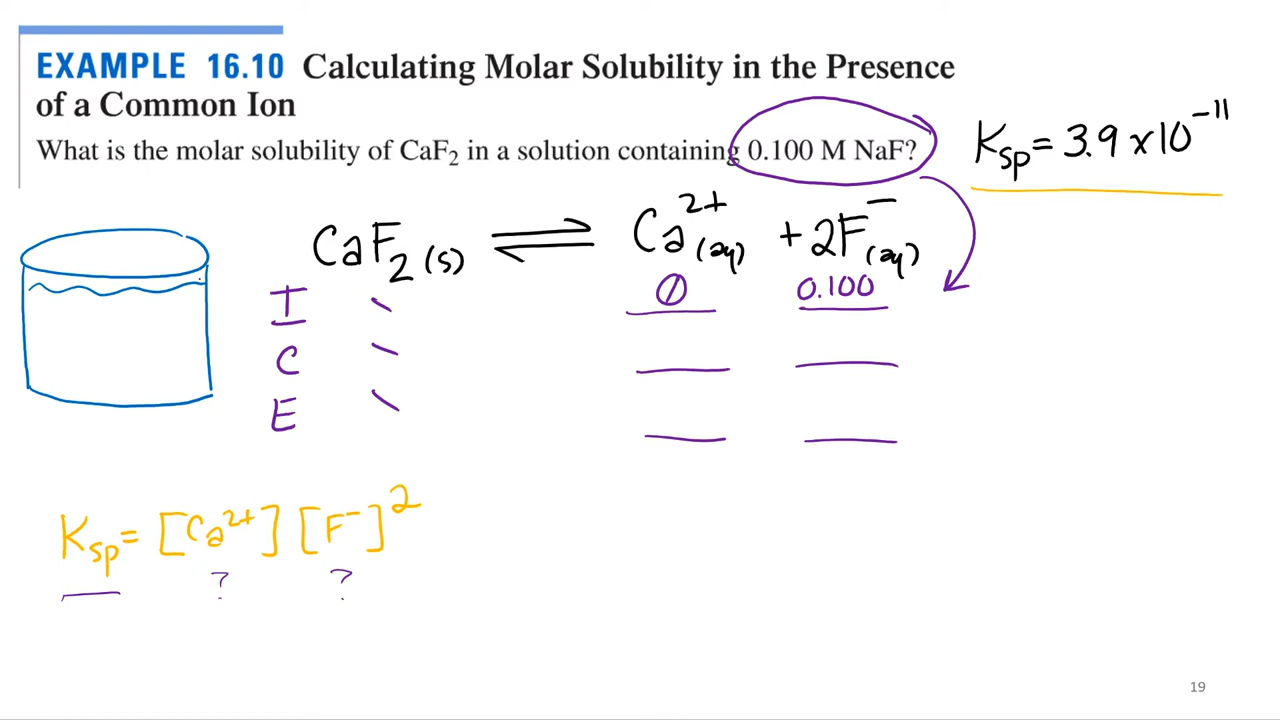 EXAMPLE 16.10 Calculating Molar Solubility in the Presence
of a Common Ion
What is the molar solubility of CaF₂ in a solution containing 0.100 M NaF?
Ksp = 3.9 x 10⁻¹¹
CaF₂(s) ⇌ Ca²⁺(aq) + 2F⁻(aq)
I 0 0.100
C
E
Ksp = [Ca²⁺] [F⁻]²
? ?
19